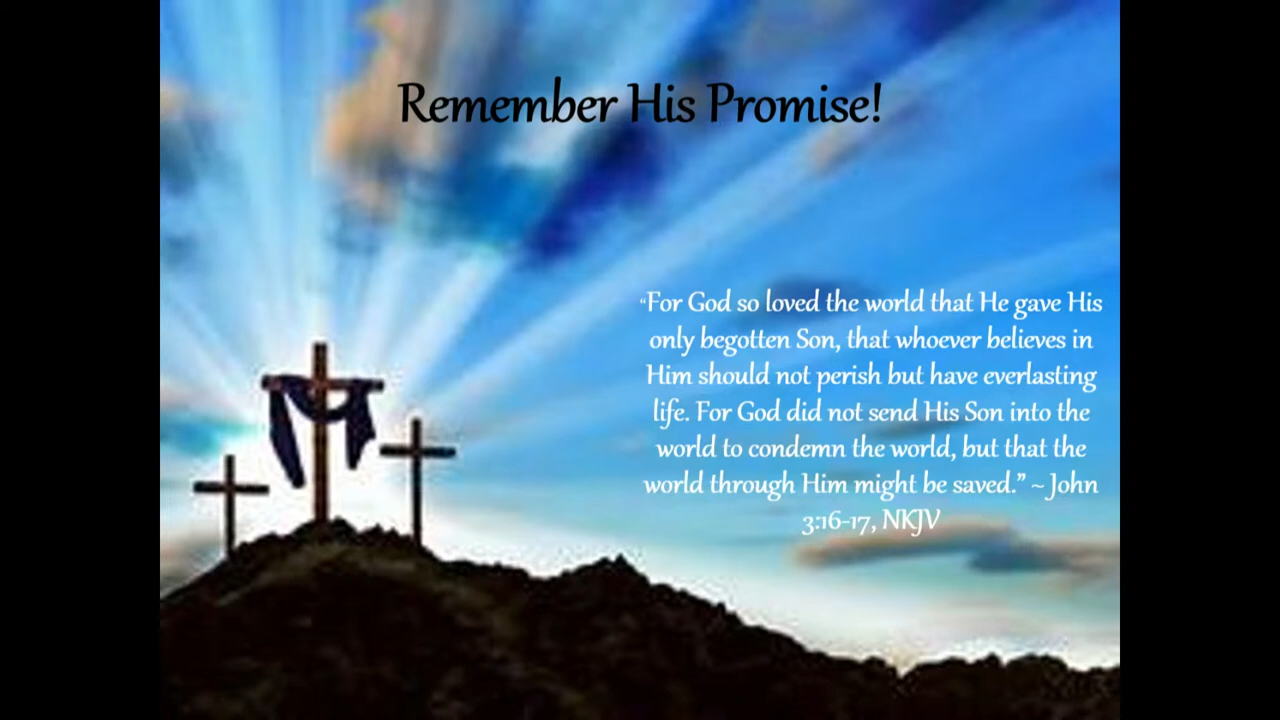 Remember His Promise!
“For God so loved the world that He gave His
only begotten Son, that whoever believes in
Him should not perish but have everlasting
life. For God did not send His Son into the
world to condemn the world, but that the
world through Him might be saved.” ~ John
3:16-17, NKJV